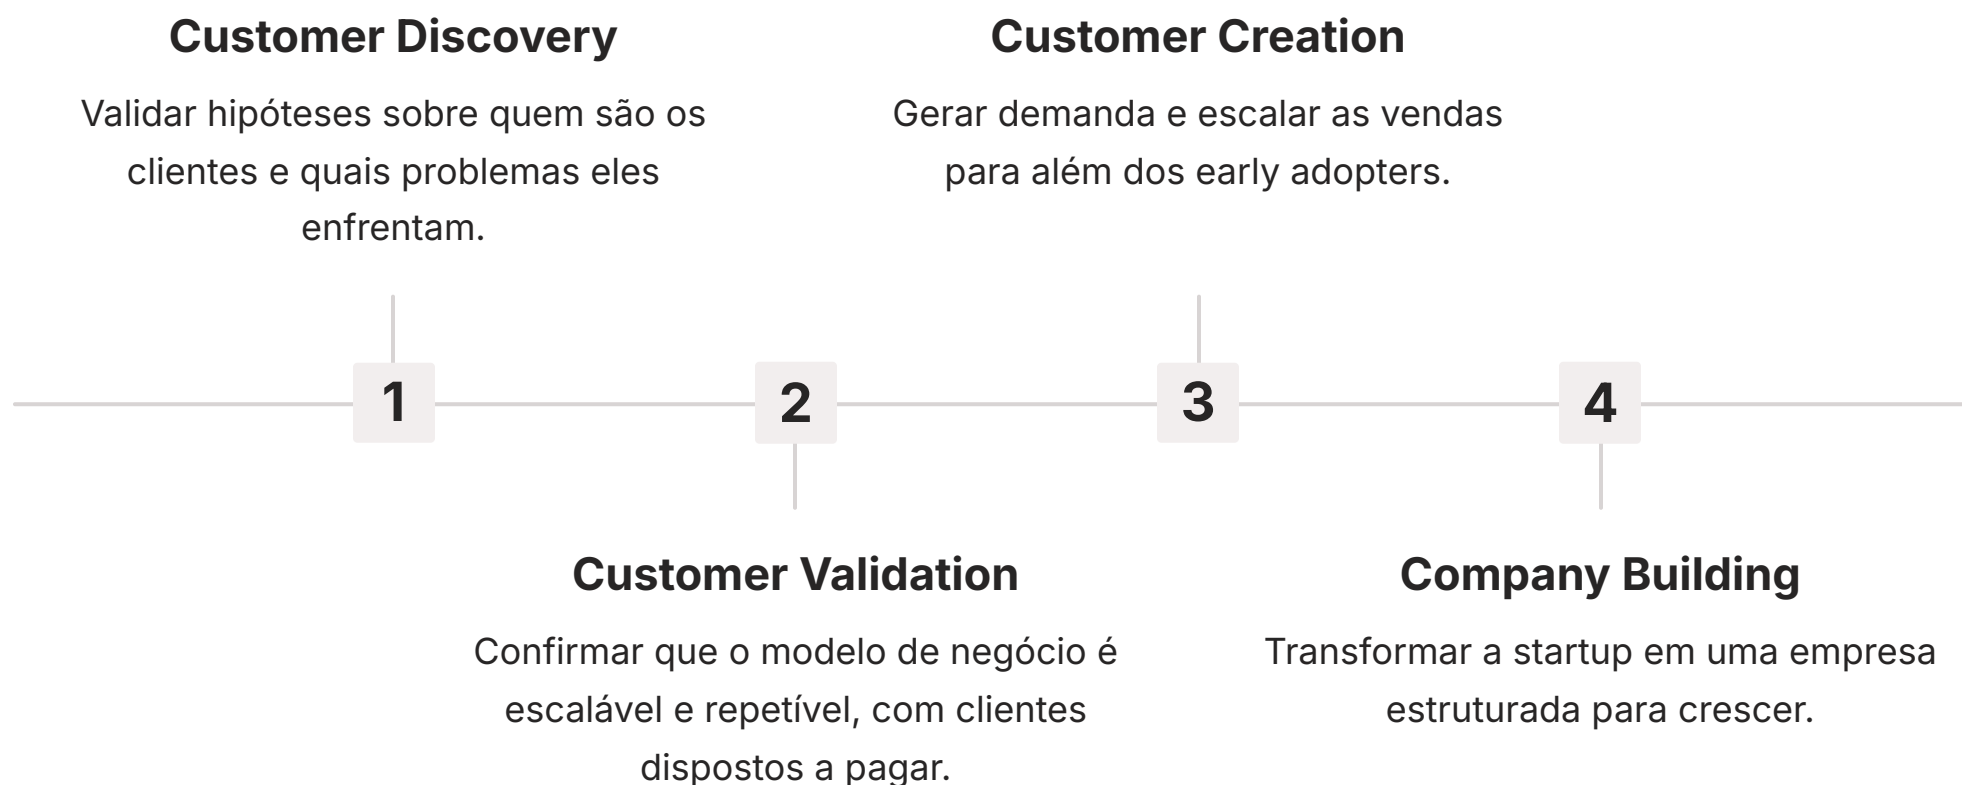 Customer Discovery
Validar hipóteses sobre quem são os
clientes e quais problemas eles
enfrentam.
1
2
Customer Validation
Confirmar que o modelo de negócio é
escalável e repetível, com clientes
dispostos a pagar.
Customer Creation
Gerar demanda e escalar as vendas
para além dos early adopters.
3
4
Company Building
Transformar a startup em uma empresa
estruturada para crescer.